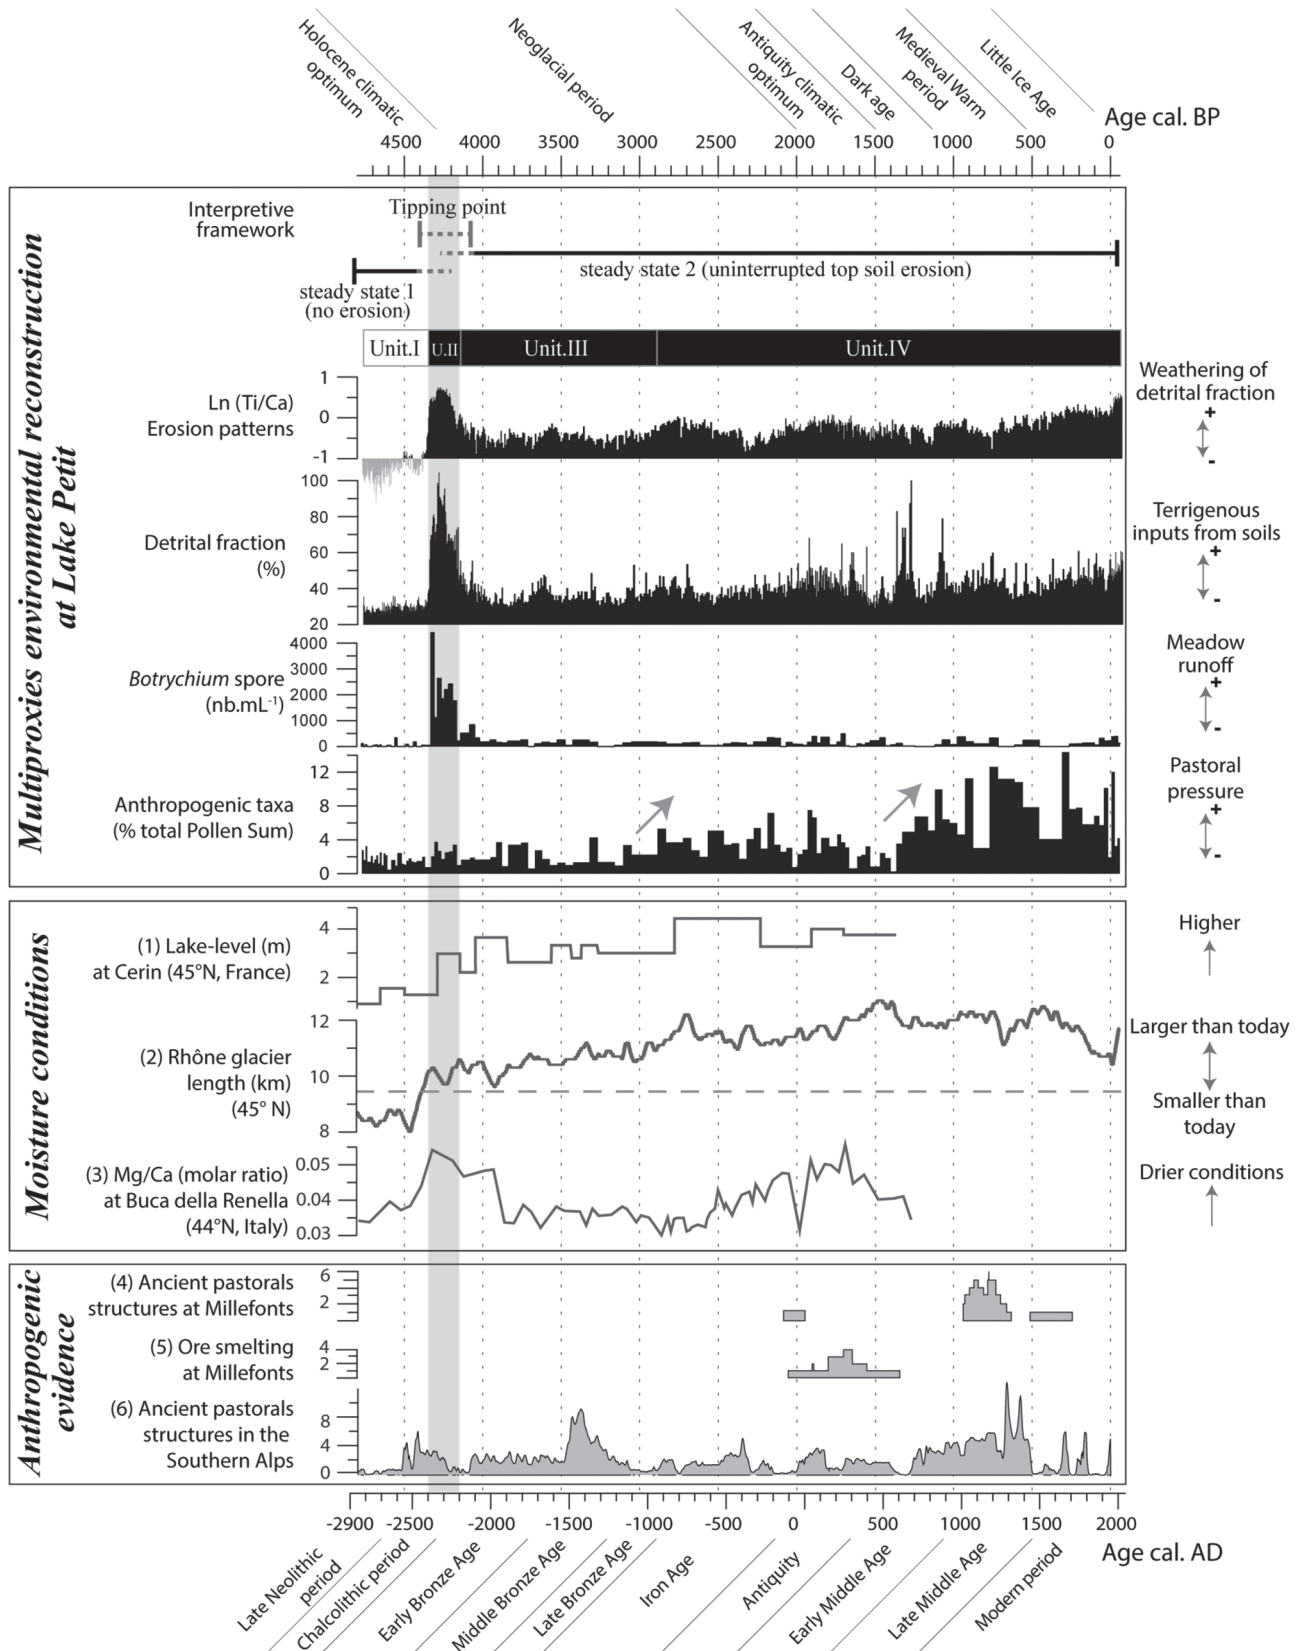 Holocene climatic
optimum
Neoglacial period
Antiquity climatic
optimum
Dark age
Medieval Warm
period
Little Ice Age
Age cal. BP
4500 4000 3500 3000 2500 2000 1500 1000 500 0
Multiproxies environmental reconstruction
at Lake Petit
Interpretive
framework
Tipping point
steady state 2 (uninterrupted top soil erosion)
steady state 1
(no erosion)
Unit.I U.II Unit.III Unit.IV
Ln (Ti/Ca)
Erosion patterns
1
0
-1
Weathering of
detrital fraction
+
-
Detrital fraction
(%)
100
80
60
40
20
Terrigenous
inputs from soils
+
-
Botrychium spore
(nb.mL-1)
4000
3000
2000
1000
0
Meadow
runoff
+
-
Anthropogenic taxa
(% total Pollen Sum)
12
8
4
0
Pastoral
pressure
+
-
Moisture conditions
(1) Lake-level (m)
at Cerin (45°N, France)
4
2
Higher
(2) Rhône glacier
length (km)
(45° N)
12
10
8
Larger than today
Smaller than
today
(3) Mg/Ca (molar ratio)
at Buca della Renella
(44°N, Italy)
0.05
0.04
0.03
Drier conditions
Anthropogenic
evidence
(4) Ancient pastorals
structures at Millefonts
6
2
(5) Ore smelting
at Millefonts
4
2
(6) Ancient pastorals
structures in the
Southern Alps
8
4
0
-2900 -2500 -2000 -1500 -1000 -500 0 500 1000 1500 2000
Age cal. AD
Late Neolithic
period
Chalcolithic period
Early Bronze Age
Middle Bronze Age
Late Bronze Age
Iron Age
Antiquity
Early Middle Age
Late Middle Age
Modern period